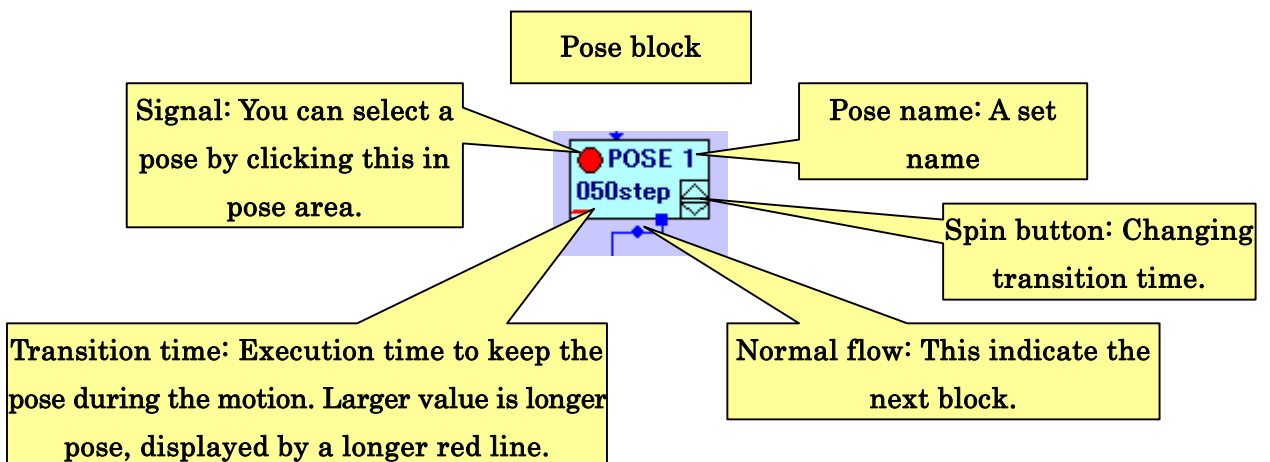 Pose block
Signal: You can select a
pose by clicking this in
pose area.
Pose name: A set
name
POSE 1
050step
Spin button: Changing
transition time.
Transition time: Execution time to keep the
pose during the motion. Larger value is longer
pose, displayed by a longer red line.
Normal flow: This indicate the
next block.